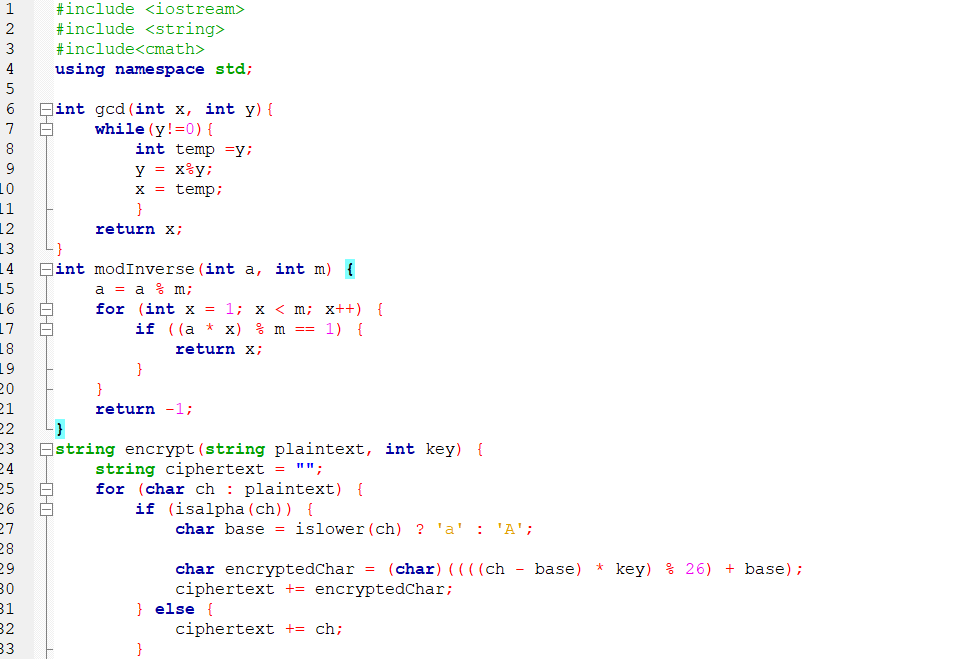 1 #include <iostream>
2 #include <string>
3 #include<cmath>
4 using namespace std;
5
6 int gcd(int x, int y){
7     while(y!=0){
8         int temp =y;
9         y = x%y;
10         x = temp;
11         }
12     return x;
13 }
14 int modInverse(int a, int m) {
15     a = a % m;
16     for (int x = 1; x < m; x++) {
17         if ((a * x) % m == 1) {
18             return x;
19         }
20     }
21     return -1;
22 }
23 string encrypt(string plaintext, int key) {
24     string ciphertext = "";
25     for (char ch : plaintext) {
26         if (isalpha(ch)) {
27             char base = islower(ch) ? 'a' : 'A';
28
29             char encryptedChar = (char)((((ch - base) * key) % 26) + base);
30             ciphertext += encryptedChar;
31         } else {
32             ciphertext += ch;
33         }